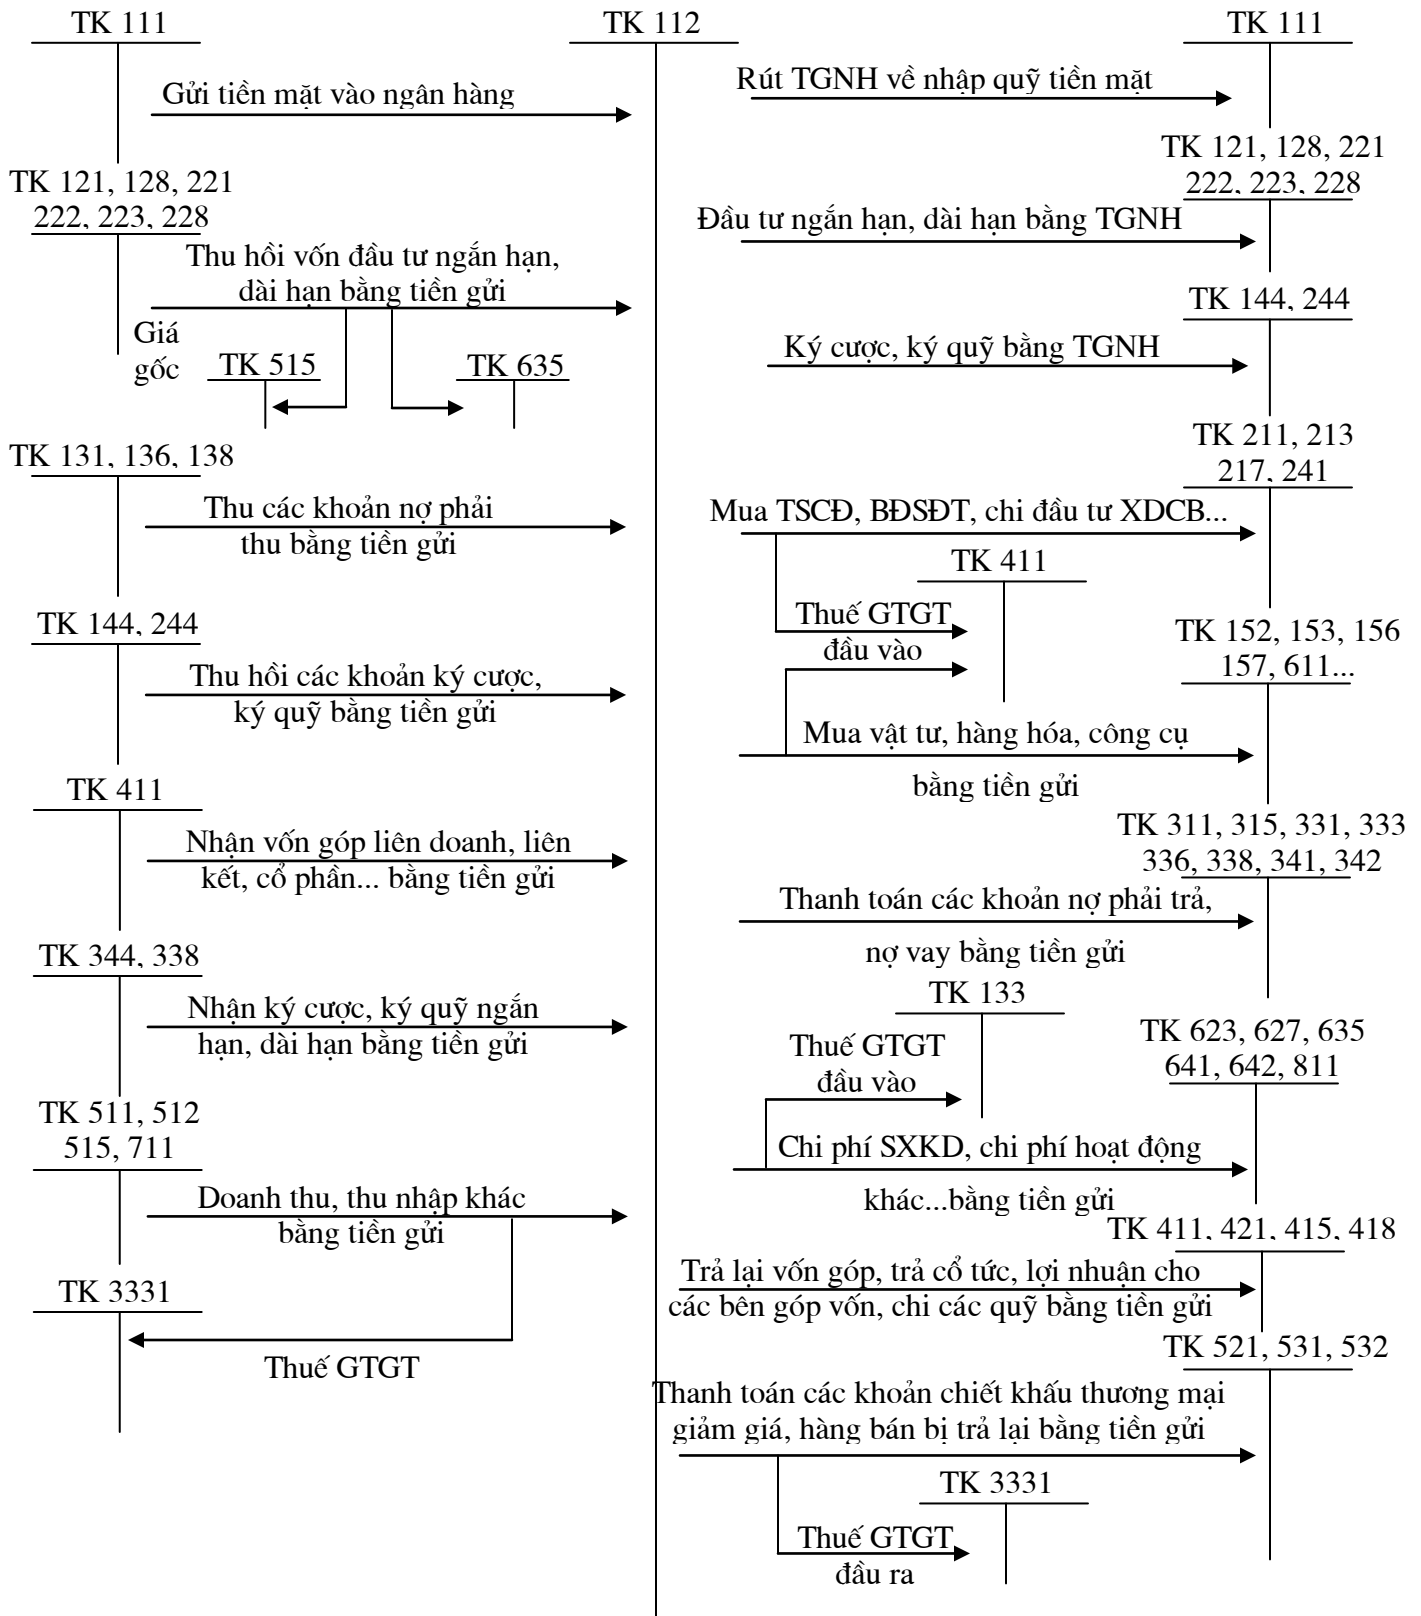 TK 111
TK 112
TK 111
Gửi tiền mặt vào ngân hàng
Rút TGNH về nhập quỹ tiền mặt
TK 121, 128, 221
222, 223, 228
TK 121, 128, 221
222, 223, 228
Thu hồi vốn đầu tư ngắn hạn,
dài hạn bằng tiền gửi
Đầu tư ngắn hạn, dài hạn bằng TGNH
Giá
gốc
TK 515
TK 635
TK 144, 244
Ký cược, ký quỹ bằng TGNH
TK 131, 136, 138
Thu các khoản nợ phải
thu bằng tiền gửi
TK 211, 213
217, 241
Mua TSCĐ, BĐSĐT, chi đầu tư XDCB...
TK 411
Thuế GTGT
đầu vào
TK 144, 244
Thu hồi các khoản ký cược,
ký quỹ bằng tiền gửi
TK 152, 153, 156
157, 611...
Mua vật tư, hàng hóa, công cụ
bằng tiền gửi
TK 411
Nhận vốn góp liên doanh, liên
kết, cổ phần... bằng tiền gửi
TK 311, 315, 331, 333
336, 338, 341, 342
Thanh toán các khoản nợ phải trả,
nợ vay bằng tiền gửi
TK 344, 338
Nhận ký cược, ký quỹ ngắn
hạn, dài hạn bằng tiền gửi
TK 133
Thuế GTGT
đầu vào
TK 623, 627, 635
641, 642, 811
Chi phí SXKD, chi phí hoạt động
khác...bằng tiền gửi
TK 511, 512
515, 711
Doanh thu, thu nhập khác
bằng tiền gửi
TK 411, 421, 415, 418
Trả lại vốn góp, trả cổ tức, lợi nhuận cho
các bên góp vốn, chi các quỹ bằng tiền gửi
TK 3331
Thuế GTGT
TK 521, 531, 532
Thanh toán các khoản chiết khấu thương mại
giảm giá, hàng bán bị trả lại bằng tiền gửi
TK 3331
Thuế GTGT
đầu ra